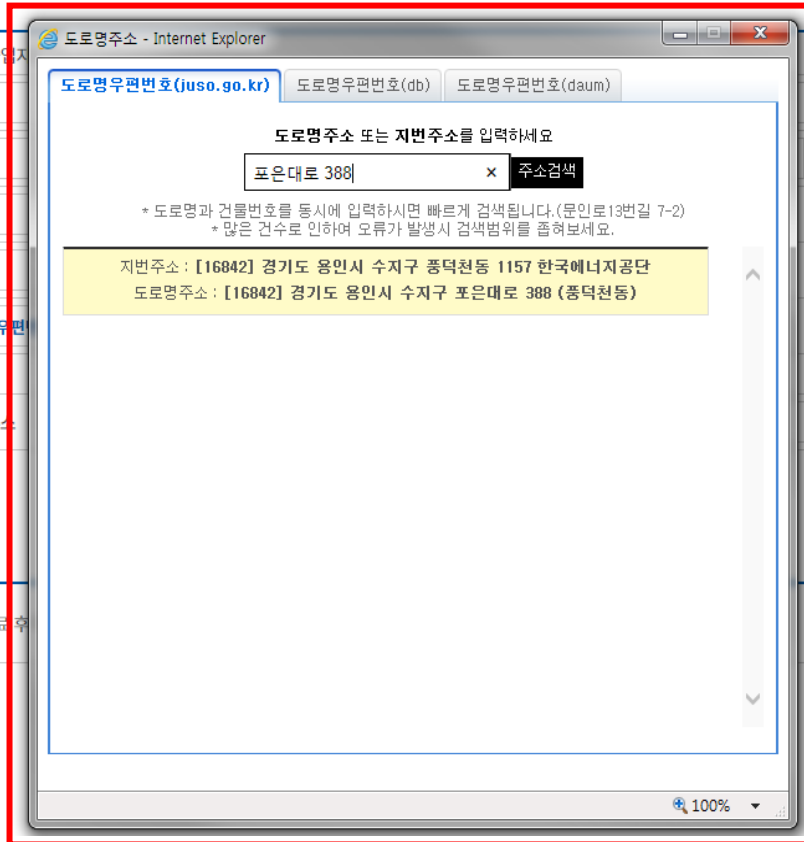 도로명주소 - Internet Explorer
도로명우편번호(juso.go.kr) 도로명우편번호(db) 도로명우편번호(daum)
도로명주소 또는 지번주소를 입력하세요
포은대로 388 × 주소검색
* 도로명과 건물번호를 동시에 입력하시면 빠르게 검색됩니다.(문인로13번길 7-2)
* 많은 건수로 인하여 오류가 발생시 검색범위를 좁혀보세요.
지번주소 : [16842] 경기도 용인시 수지구 풍덕천동 1157 한국에너지공단
도로명주소 : [16842] 경기도 용인시 수지구 포은대로 388 (풍덕천동)
100%